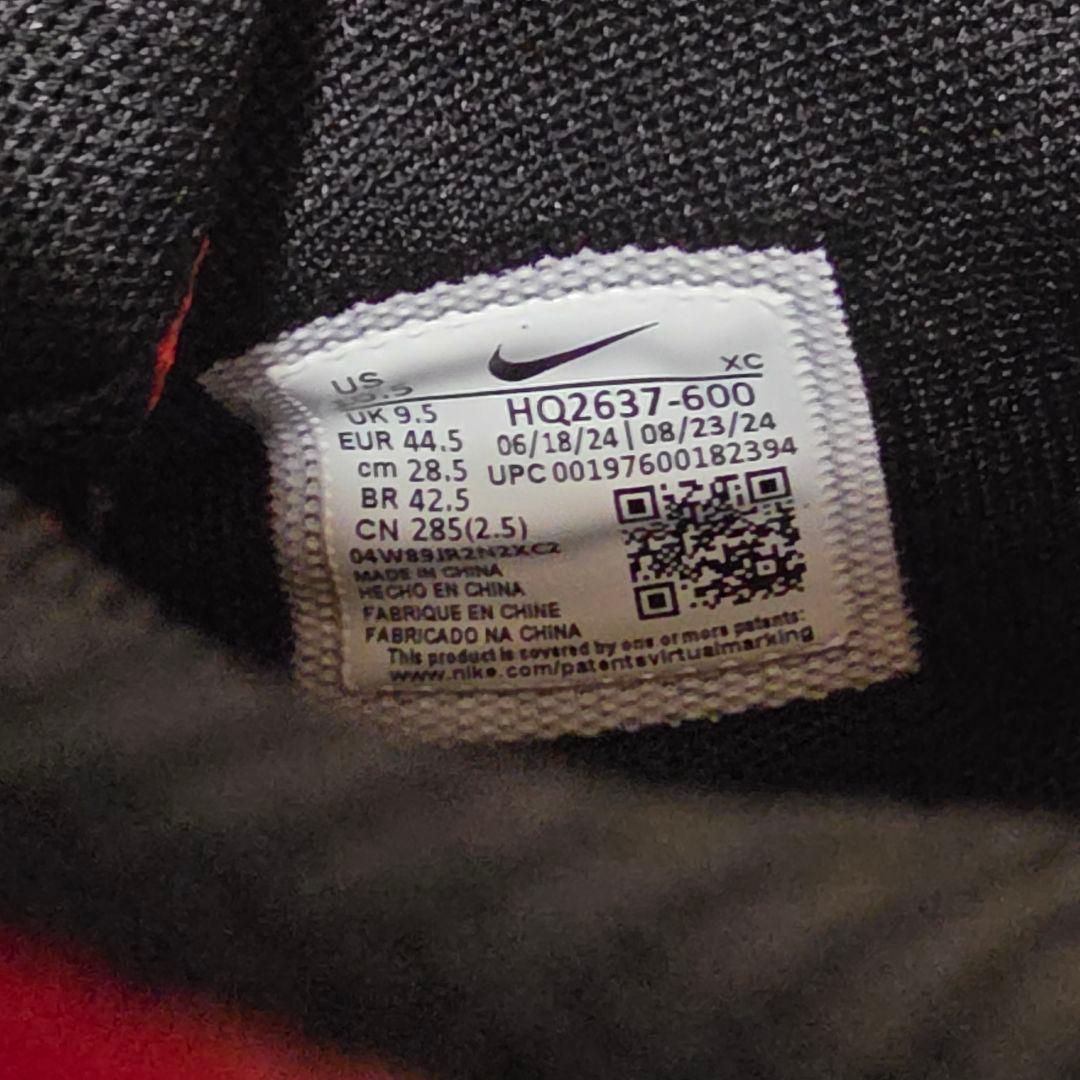 US
XC
UK 9.5
HQ2637-600
EUR 44.5
06/18/24 | 08/23/24
cm 28.5
UPC 00197600182394
BR 42.5
CN 285(2.5)
MADE IN CHINA
HECHO EN CHINA
FABRIQUE EN CHINE
FABRICADO NA CHINA
This product is covered by one or more patents:
www.nike.com/patentsvirtualmarking